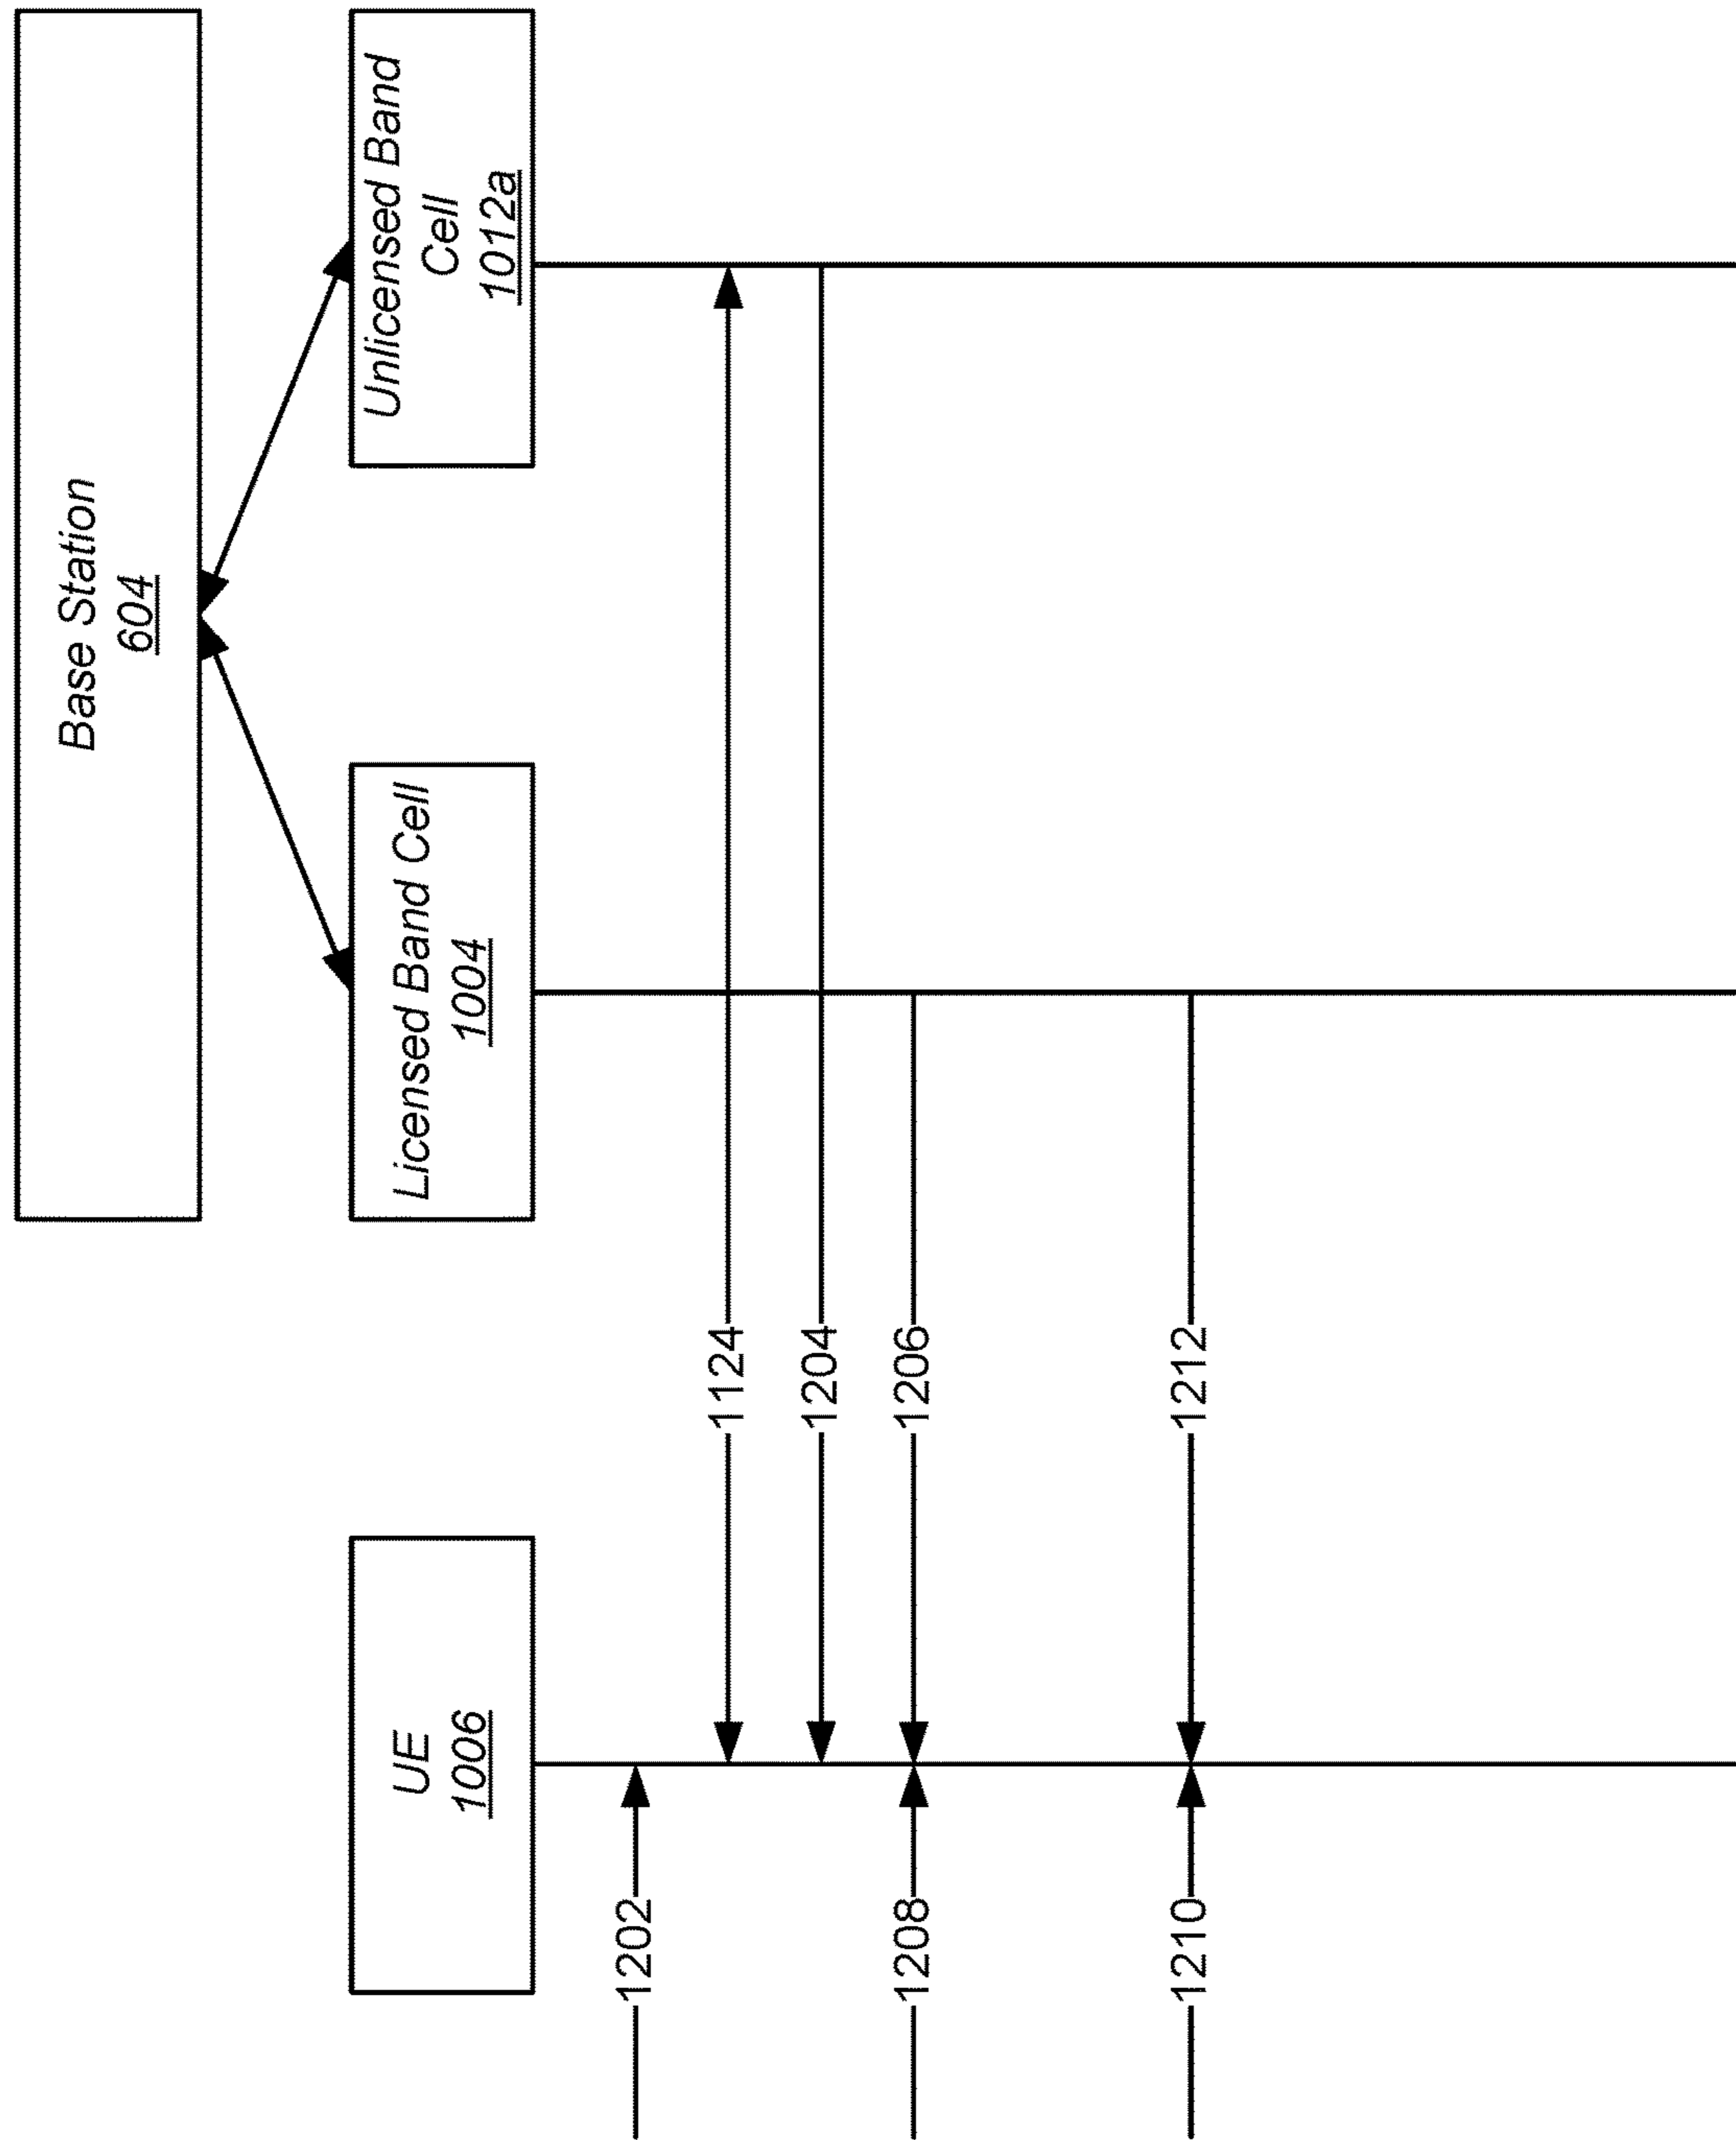 Base Station
604
UE
1006
Licensed Band Cell
1004
Unlicensed Band
Cell
1012a
1202
1124
1204
1206
1208
1212
1210